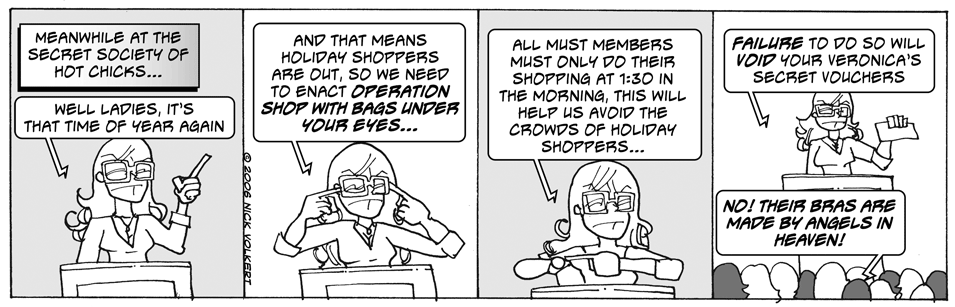 MEANWHILE AT THE
SECRET SOCIETY OF
HOT CHICKS...
WELL LADIES, IT'S
THAT TIME OF YEAR AGAIN
AND THAT MEANS
HOLIDAY SHOPPERS
ARE OUT, SO WE NEED
TO ENACT OPERATION
SHOP WITH BAGS UNDER
YOUR EYES...
© 2006 NICK VOLKERT
ALL MUST MEMBERS
MUST ONLY DO THEIR
SHOPPING AT 1:30 IN
THE MORNING, THIS WILL
HELP US AVOID THE
CROWDS OF HOLIDAY
SHOPPERS...
FAILURE TO DO SO WILL
VOID YOUR VERONICA'S
SECRET VOUCHERS
NO! THEIR BRAS ARE
MADE BY ANGELS IN
HEAVEN!